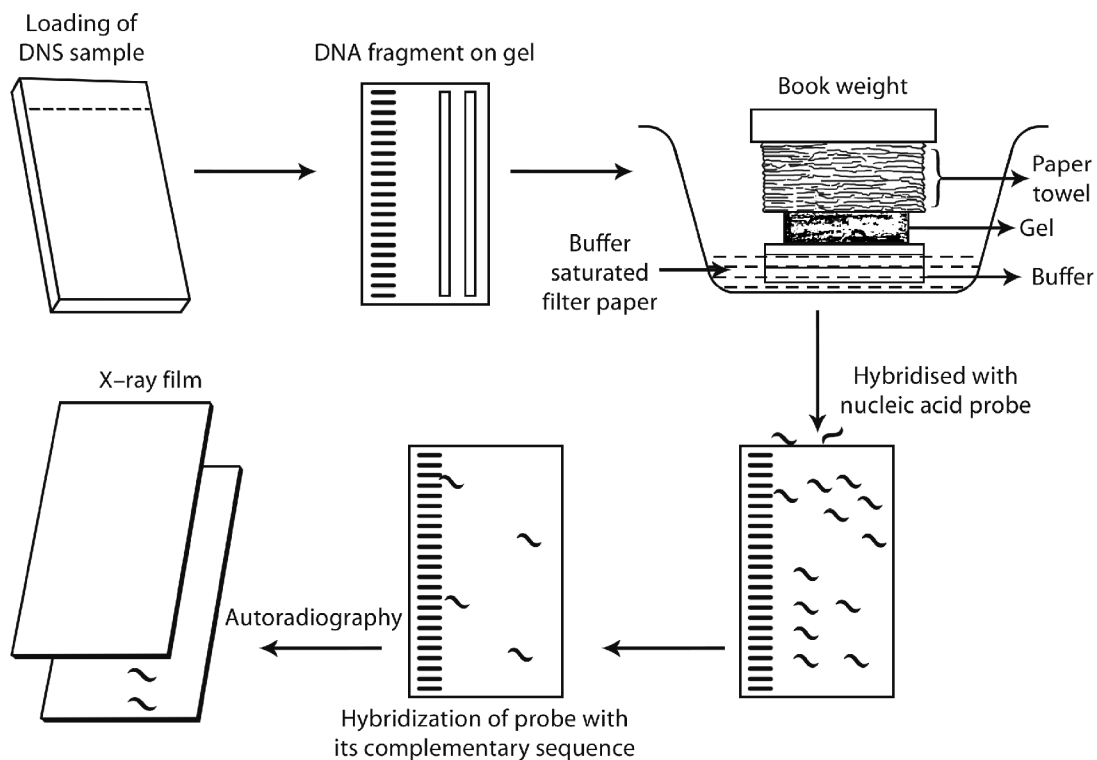 Loading of
DNS sample
DNA fragment on gel
Book weight
Paper
towel
Gel
Buffer
saturated
filter paper
Buffer
Hybridised with
nucleic acid probe
X–ray film
Autoradiography
Hybridization of probe with
its complementary sequence